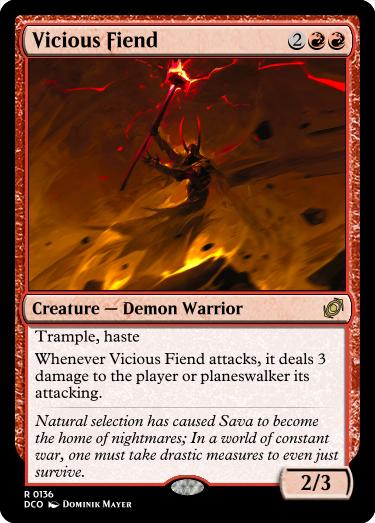 Vicious Fiend 2
Creature — Demon Warrior
Trample, haste
Whenever Vicious Fiend attacks, it deals 3
damage to the player or planeswalker its
attacking.
Natural selection has caused Sava to become
the home of nightmares; In a world of constant
war, one must take drastic measures to even just
survive.
2/3
R 0136
DCO Dominik Mayer